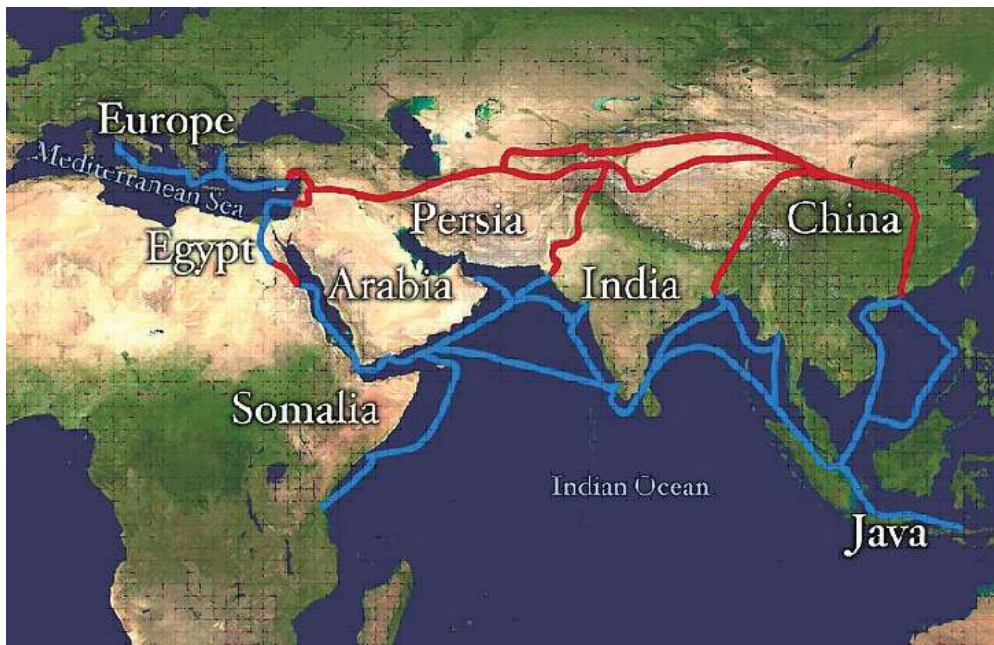 Europe
Mediterranean Sea
Egypt
Persia
China
Arabia
India
Somalia
Indian Ocean
Java